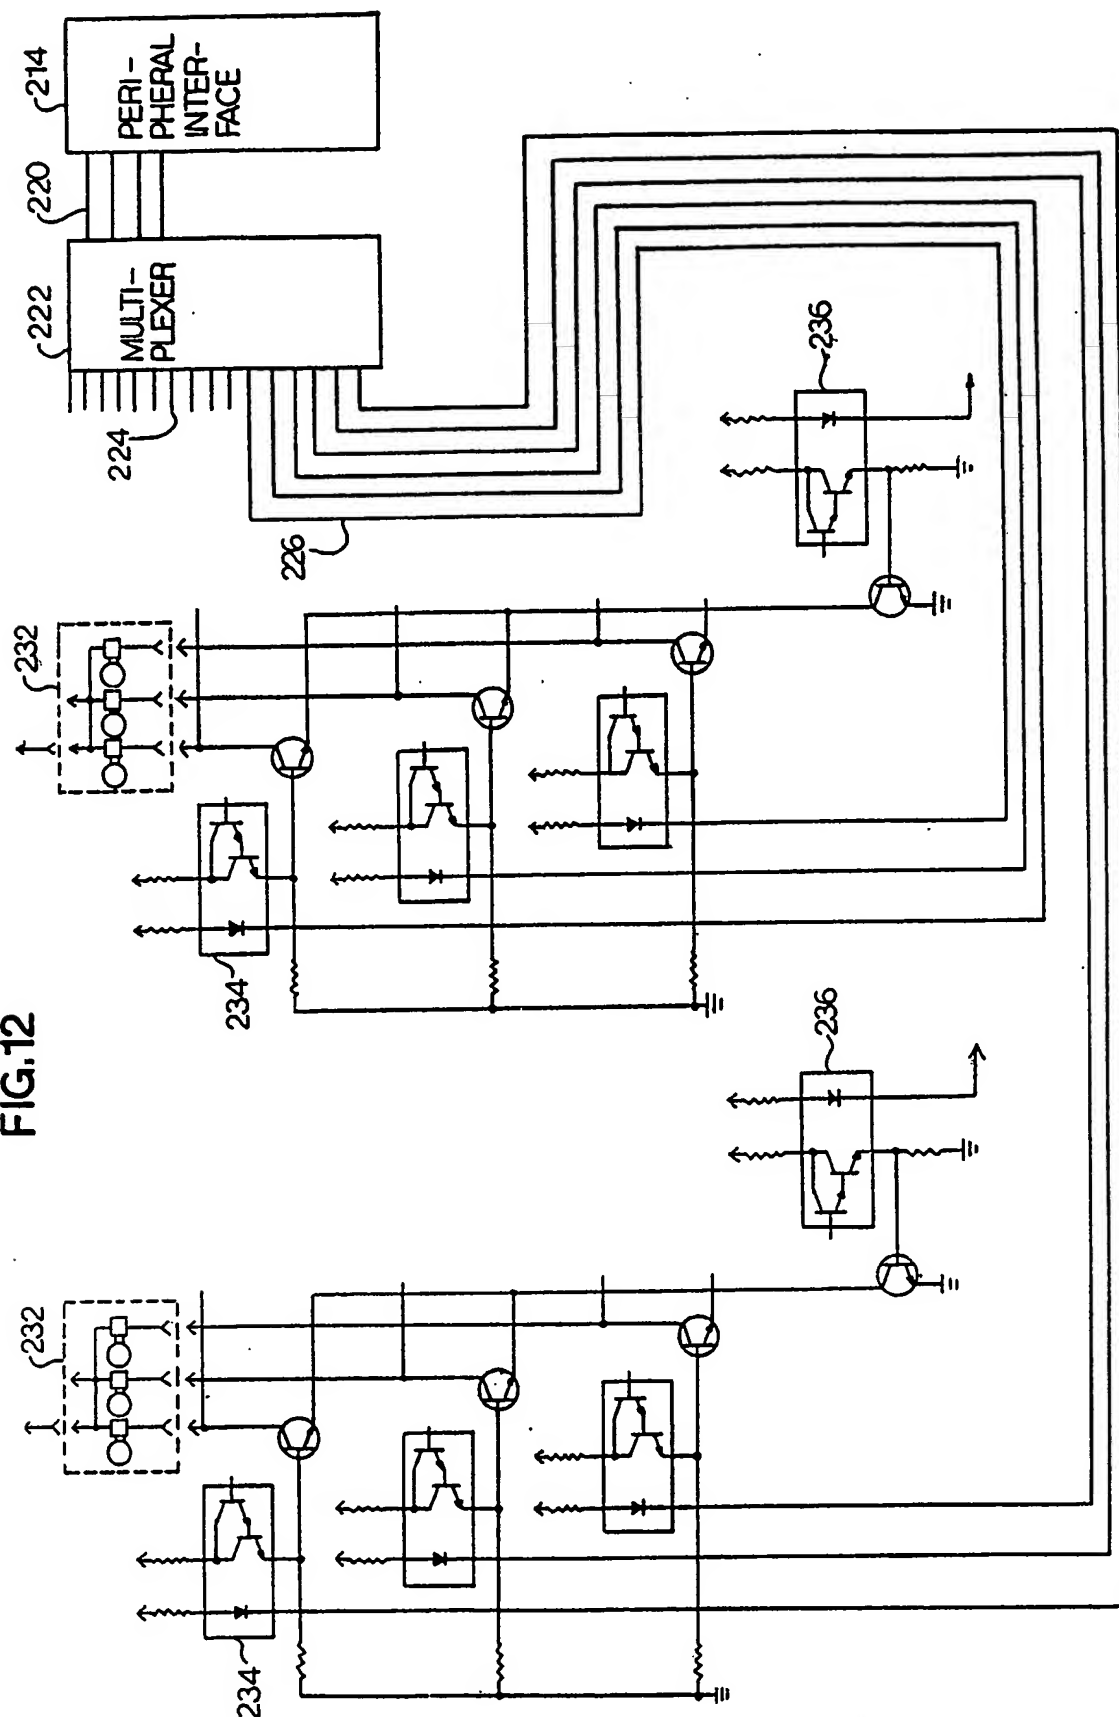 FIG.12
214
PERI-
PHERAL
INTER-
FACE
220
222
MULTI-
PLEXER
224
226
232
234
236
232
234
236